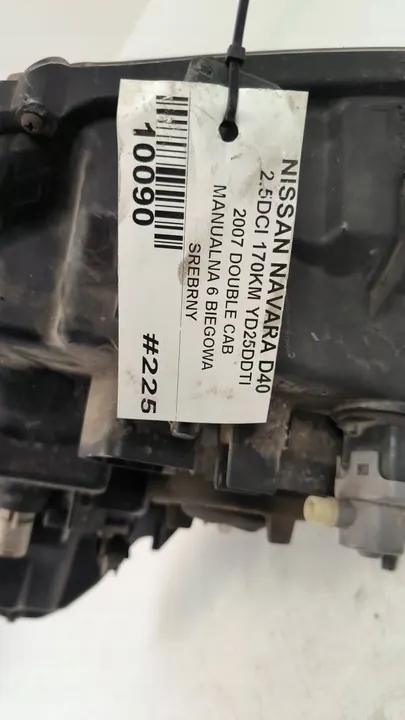 NISSAN NAVARA D40
2.5DCI 170KM YD25DDTI
2007 DOUBLE CAB
MANUALNA 6 BIEGOWA
SREBRNY
10090
#225